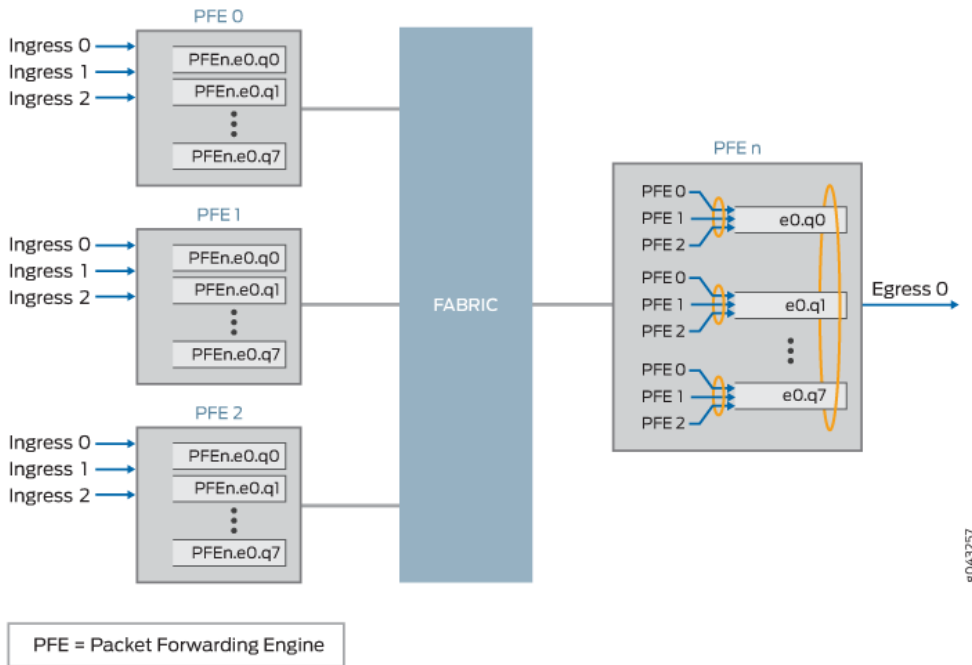 PFE 0
Ingress 0
Ingress 1
Ingress 2
PFEn.e0.q0
PFEn.e0.q1
PFEn.e0.q7
PFE 1
Ingress 0
Ingress 1
Ingress 2
PFEn.e0.q0
PFEn.e0.q1
PFEn.e0.q7
PFE 2
Ingress 0
Ingress 1
Ingress 2
PFEn.e0.q0
PFEn.e0.q1
PFEn.e0.q7
FABRIC
PFE n
PFE 0
PFE 1
PFE 2
e0.q0
PFE 0
PFE 1
PFE 2
e0.q1
PFE 0
PFE 1
PFE 2
e0.q7
Egress 0
g043257
PFE = Packet Forwarding Engine